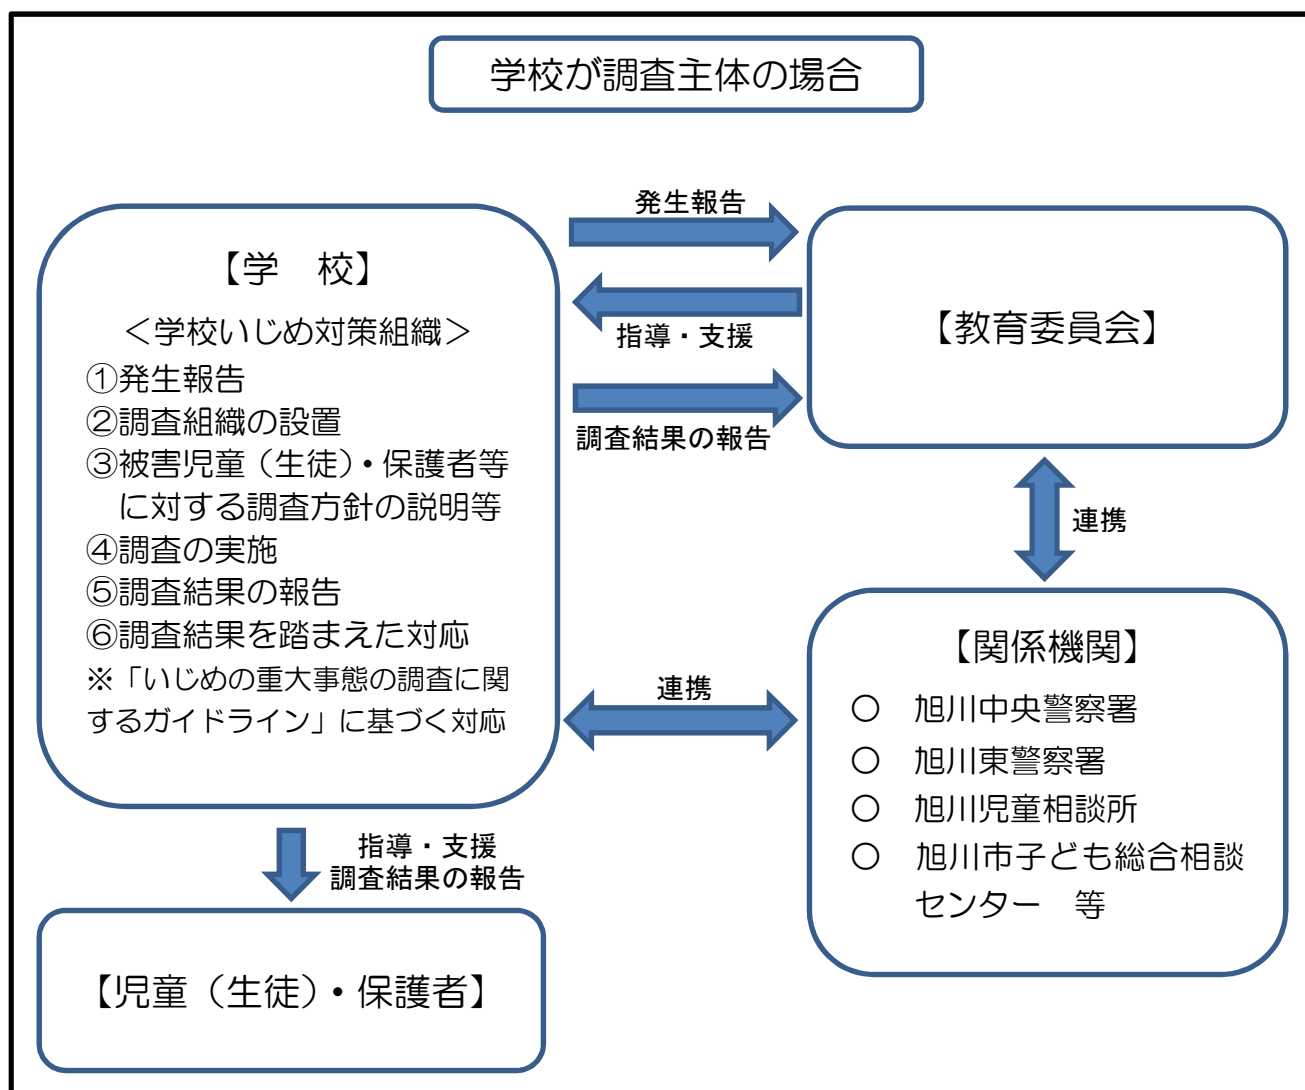 学校が調査主体の場合
発生報告
【学　校】
＜学校いじめ対策組織＞
①発生報告
②調査組織の設置
③被害児童（生徒）・保護者等
に対する調査方針の説明等
④調査の実施
⑤調査結果の報告
⑥調査結果を踏まえた対応
※「いじめの重大事態の調査に関
するガイドライン」に基づく対応
指導・支援
調査結果の報告
【教育委員会】
連携
連携
【関係機関】
○　旭川中央警察署
○　旭川東警察署
○　旭川児童相談所
○　旭川市子ども総合相談
センター　等
指導・支援
調査結果の報告
【児童（生徒）・保護者】